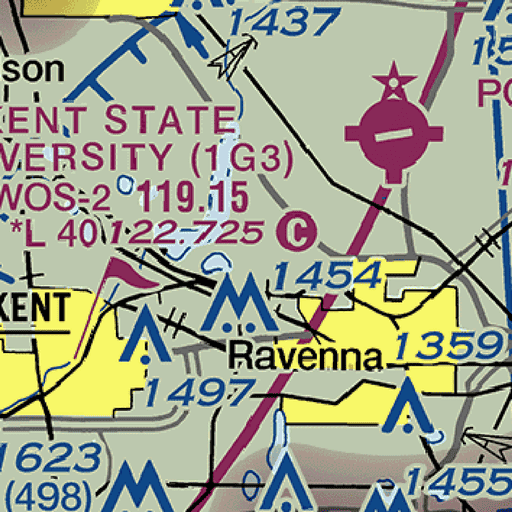 1437
son
KENT STATE
VERSITY (1G3)
WOS-2 119.15
*L 40 122.725 C
1454
KENT
Ravenna
1359
1497
1623
(498)
1455